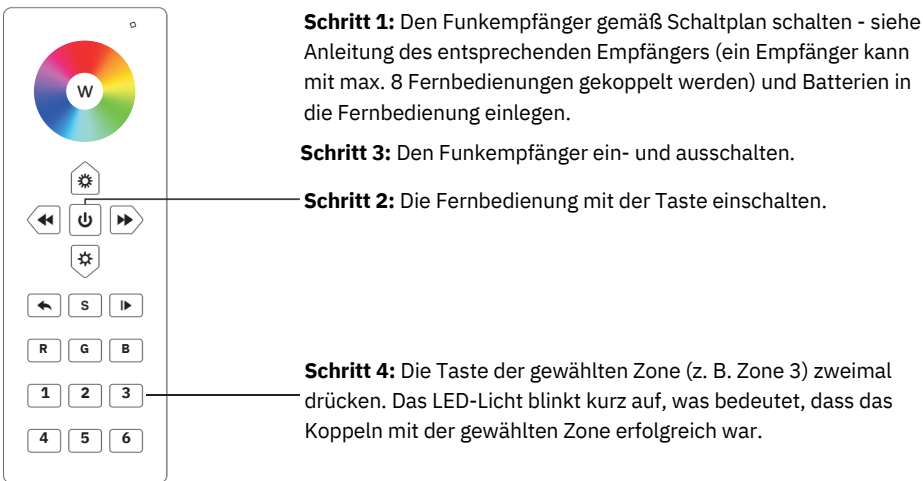 W
S
R G B
1 2 3
4 5 6
Schritt 1: Den Funkempfänger gemäß Schaltplan schalten - siehe
Anleitung des entsprechenden Empfängers (ein Empfänger kann
mit max. 8 Fernbedienungen gekoppelt werden) und Batterien in
die Fernbedienung einlegen.
Schritt 3: Den Funkempfänger ein- und ausschalten.
Schritt 2: Die Fernbedienung mit der Taste einschalten.
Schritt 4: Die Taste der gewählten Zone (z. B. Zone 3) zweimal
drücken. Das LED-Licht blinkt kurz auf, was bedeutet, dass das
Koppeln mit der gewählten Zone erfolgreich war.